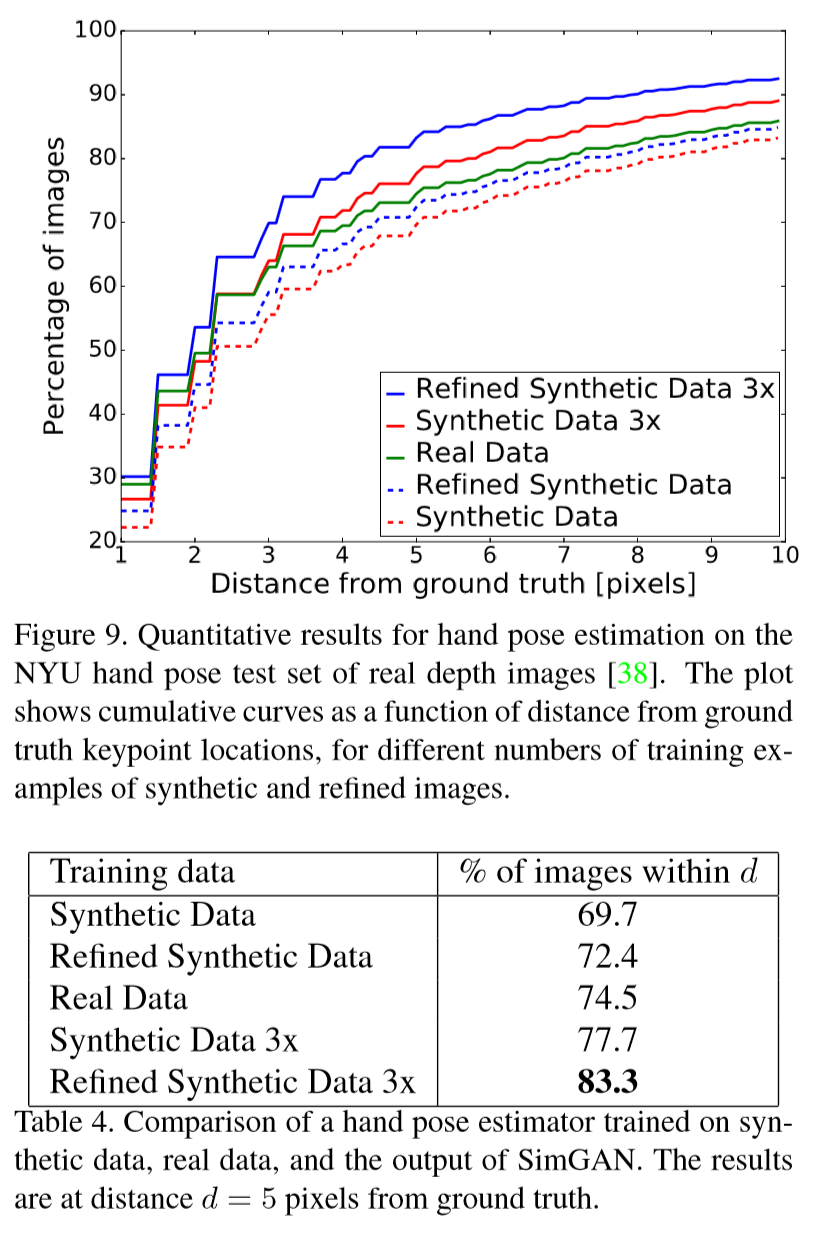 100
90
80
70
60
50
40
30
20
Percentage of images
Refined Synthetic Data 3x
Synthetic Data 3x
Real Data
Refined Synthetic Data
Synthetic Data
1 2 3 4 5 6 7 8 9 10
Distance from ground truth [pixels]
Figure 9. Quantitative results for hand pose estimation on the
NYU hand pose test set of real depth images [38]. The plot
shows cumulative curves as a function of distance from ground
truth keypoint locations, for different numbers of training ex-
amples of synthetic and refined images.
Training data % of images within d
Synthetic Data 69.7
Refined Synthetic Data 72.4
Real Data 74.5
Synthetic Data 3x 77.7
Refined Synthetic Data 3x 83.3
Table 4. Comparison of a hand pose estimator trained on syn-
thetic data, real data, and the output of SimGAN. The results
are at distance d = 5 pixels from ground truth.